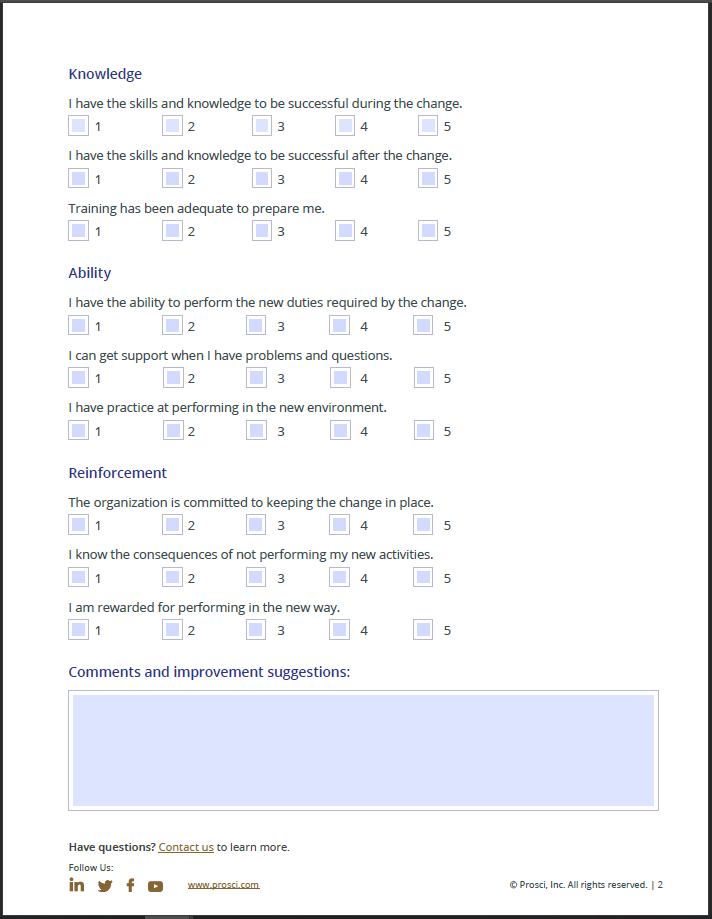 Knowledge
I have the skills and knowledge to be successful during the change.
1 2 3 4 5
I have the skills and knowledge to be successful after the change.
1 2 3 4 5
Training has been adequate to prepare me.
1 2 3 4 5
Ability
I have the ability to perform the new duties required by the change.
1 2 3 4 5
I can get support when I have problems and questions.
1 2 3 4 5
I have practice at performing in the new environment.
1 2 3 4 5
Reinforcement
The organization is committed to keeping the change in place.
1 2 3 4 5
I know the consequences of not performing my new activities.
1 2 3 4 5
I am rewarded for performing in the new way.
1 2 3 4 5
Comments and improvement suggestions:
Have questions? Contact us to learn more.
Follow Us:
www.prosci.com © Prosci, Inc. All rights reserved. | 2